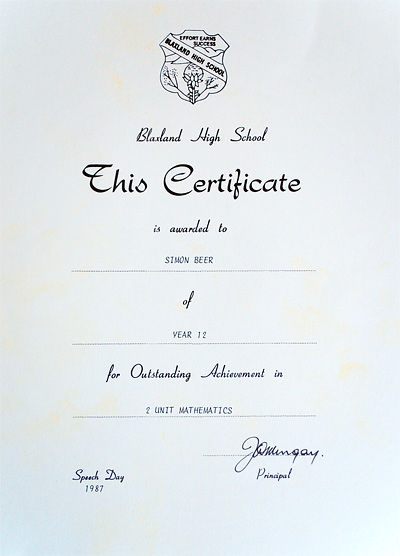 EFFORT EARNS
SUCCESS
BLAXLAND HIGH SCHOOL
Blaxland High School
This Certificate
is awarded to
SIMON BEER
of
YEAR 12
for Outstanding Achievement in
2 UNIT MATHEMATICS
Speech Day
Principal
1987